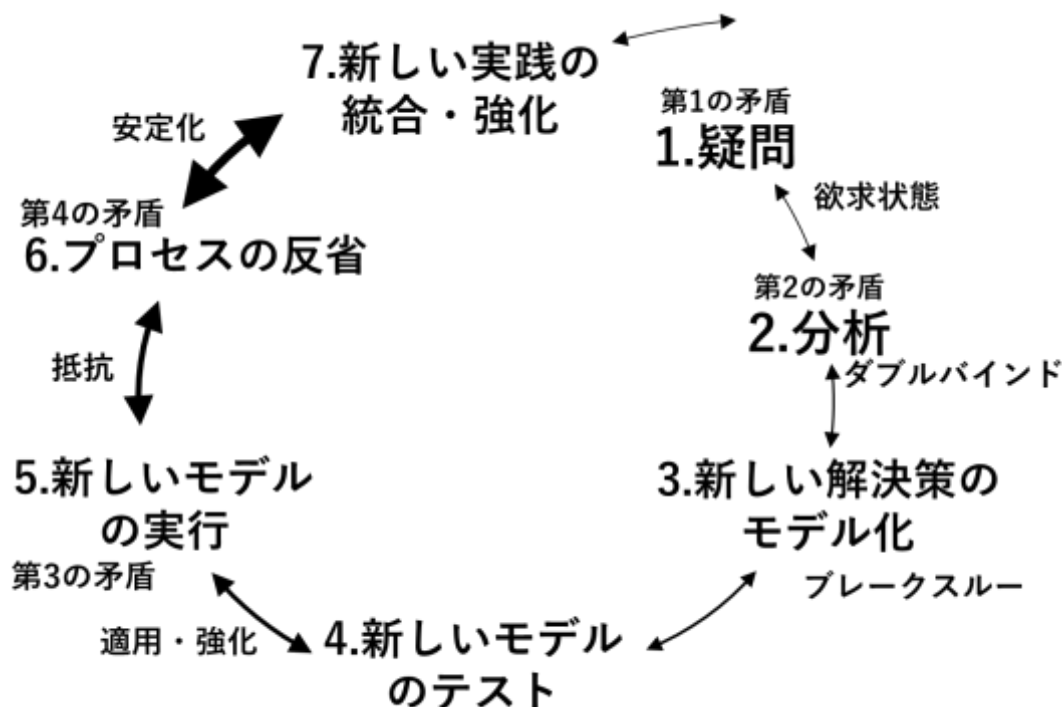 7.新しい実践の
統合・強化
第1の矛盾
1.疑問
安定化
欲求状態
第4の矛盾
6.プロセスの反省
第2の矛盾
2.分析
抵抗
ダブルバインド
5.新しいモデル
の実行
第3の矛盾
3.新しい解決策の
モデル化
ブレークスルー
適用・強化
4.新しいモデル
のテスト